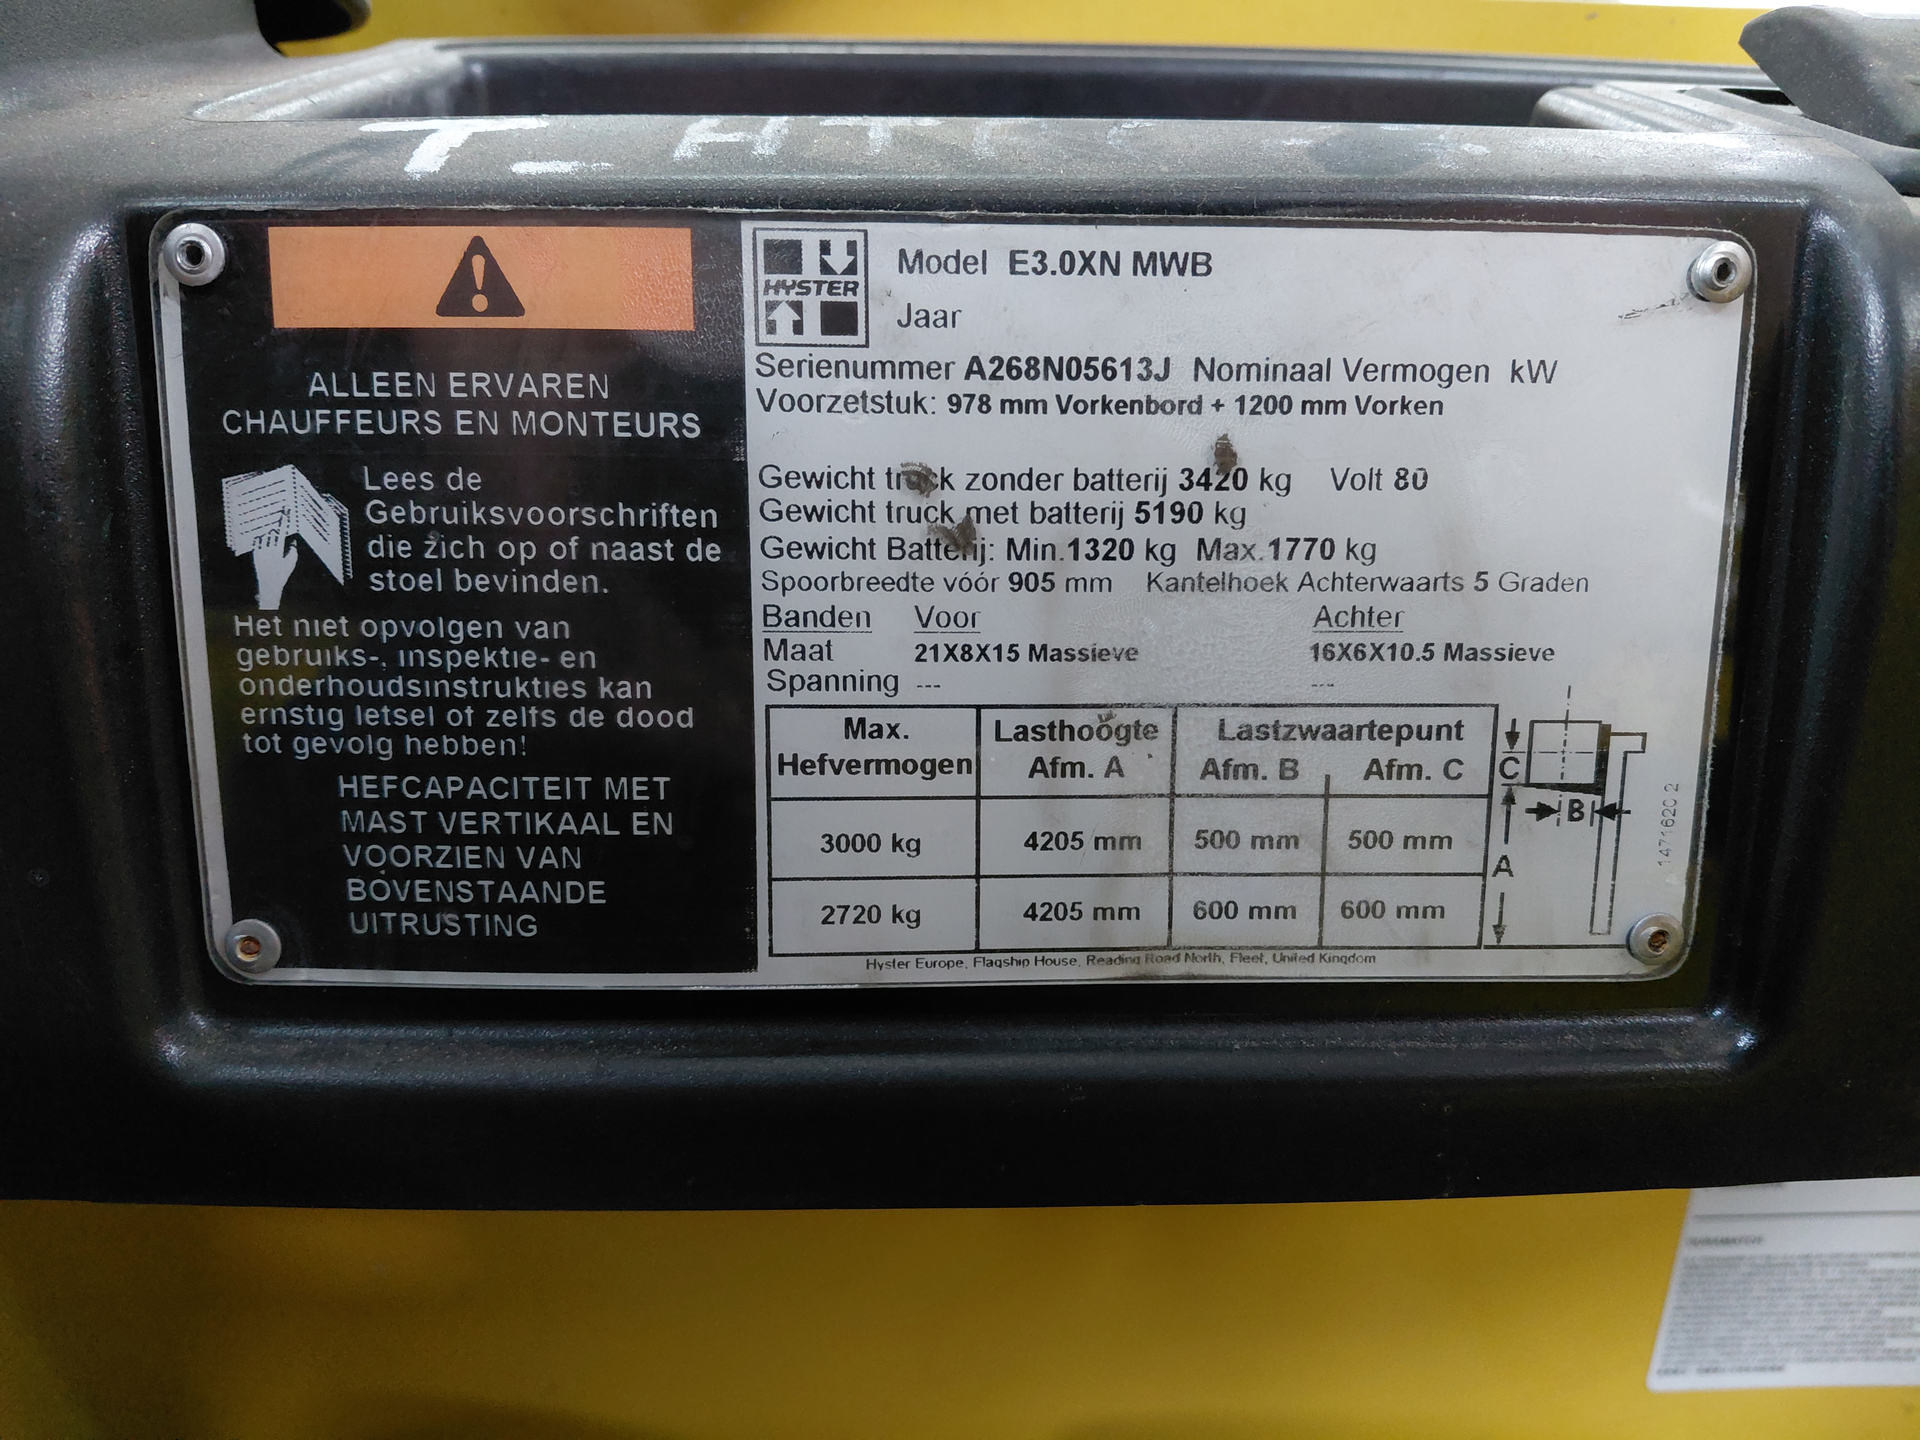 ALLEEN ERVAREN
CHAUFFEURS EN MONTEURS
Lees de
Gebruiksvoorschriften
die zich op of naast de
stoel bevinden.
Het niet opvolgen van
gebruiks-, inspektie- en
onderhoudsinstrukties kan
ernstig letsel of zelfs de dood
tot gevolg hebben!
HEFCAPACITEIT MET
MAST VERTIKAAL EN
VOORZIEN VAN
BOVENSTAANDE
UITRUSTING
HYSTER
Model E3.0XN MWB
Jaar
Serienummer A268N05613J Nominaal Vermogen kW
Voorzetstuk: 978 mm Vorkenbord + 1200 mm Vorken
Gewicht truck zonder batterij 3420 kg Volt 80
Gewicht truck met batterij 5190 kg
Gewicht Batterij: Min.1320 kg Max.1770 kg
Spoorbreedte vóór 905 mm Kantelhoek Achterwaarts 5 Graden
Banden Voor Achter
Maat 21X8X15 Massieve 16X6X10.5 Massieve
Spanning --- ---
Max. Lasthoogte Lastzwaartepunt
Hefvermogen Afm. A Afm. B Afm. C
3000 kg 4205 mm 500 mm 500 mm
2720 kg 4205 mm 600 mm 600 mm
C
B
A
1471620 2
Hyster Europe, Flagship House, Reading Road North, Fleet, United Kingdom